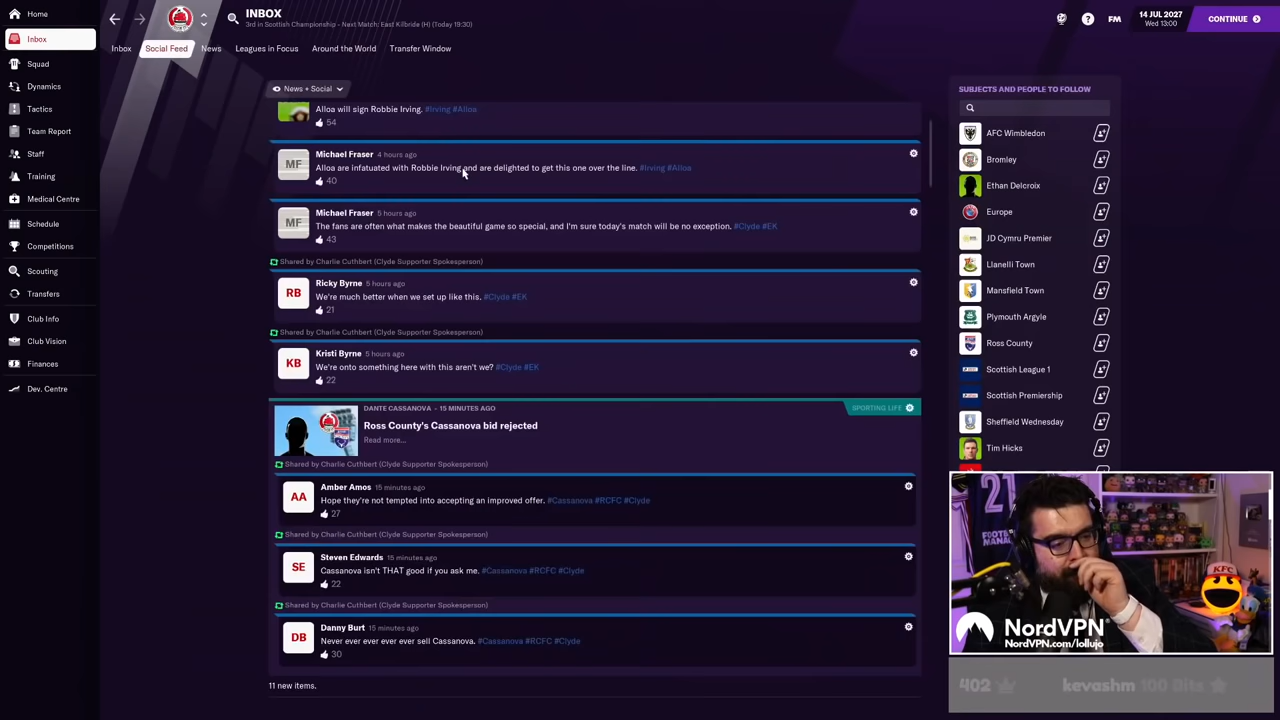 Home
Inbox
Squad
Dynamics
Tactics
Team Report
Staff
Training
Medical Centre
Schedule
Competitions
Scouting
Transfers
Club Info
Club Vision
Finances
Dev. Centre
INBOX
3rd in Scottish Championship - Next Match: East Kilbride (H) (Today 19:30)
FM
14 JUL 2027
Wed 13:00
CONTINUE
Inbox
Social Feed
News
Leagues in Focus
Around the World
Transfer Window
News + Social
Alloa will sign Robbie Irving. #Irving #Alloa
54
MF
Michael Fraser 4 hours ago
Alloa are infatuated with Robbie Irving and are delighted to get this one over the line. #Irving #Alloa
40
MF
Michael Fraser 5 hours ago
The fans are often what makes the beautiful game so special, and I'm sure today's match will be no exception. #Clyde #EK
43
Shared by Charlie Cuthbert (Clyde Supporter Spokesperson)
RB
Ricky Byrne 5 hours ago
We're much better when we set up like this. #Clyde #EK
21
Shared by Charlie Cuthbert (Clyde Supporter Spokesperson)
KB
Kristi Byrne 5 hours ago
We're onto something here with this aren't we? #Clyde #EK
22
DANTE CASSANOVA - 15 MINUTES AGO
SPORTING LIFE
Ross County's Cassanova bid rejected
Read more...
Shared by Charlie Cuthbert (Clyde Supporter Spokesperson)
AA
Amber Amos 15 minutes ago
Hope they're not tempted into accepting an improved offer. #Cassanova #RCFC #Clyde
27
Shared by Charlie Cuthbert (Clyde Supporter Spokesperson)
SE
Steven Edwards 15 minutes ago
Cassanova isn't THAT good if you ask me. #Cassanova #RCFC #Clyde
22
Shared by Charlie Cuthbert (Clyde Supporter Spokesperson)
DB
Danny Burt 15 minutes ago
Never ever ever ever ever sell Cassanova. #Cassanova #RCFC #Clyde
30
11 new items.
SUBJECTS AND PEOPLE TO FOLLOW
AFC Wimbledon
Bromley
Ethan Delcroix
Europe
JD Cymru Premier
Llanelli Town
Mansfield Town
Plymouth Argyle
Ross County
Scottish League 1
Scottish Premiership
Sheffield Wednesday
Tim Hicks
21
KFC
NordVPN®
NordVPN.com/lollujo
402
kevashm 100 Bits